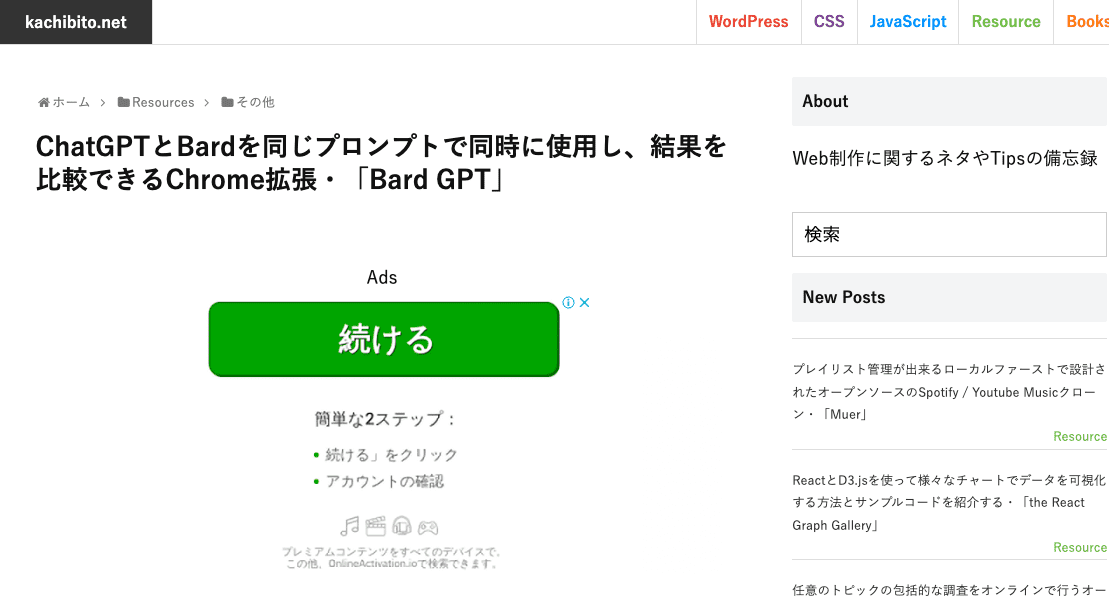 kachibito.net
WordPress
CSS
JavaScript
Resource
Books
ホーム
Resources
その他
ChatGPTとBardを同じプロンプトで同時に使用し、結果を
比較できるChrome拡張・「Bard GPT」
Ads
続ける
簡単な2ステップ：
続ける」をクリック
アカウントの確認
プレミアムコンテンツをすべてのデバイスで。
この他、OnlineActivation.ioで検索できます。
About
Web制作に関するネタやTipsの備忘録
検索
New Posts
プレイリスト管理が出来るローカルファーストで設計さ
れたオープンソースのSpotify / Youtube Musicクロー
ン・「Muer」
Resource
ReactとD3.jsを使って様々なチャートでデータを可視化
する方法とサンプルコードを紹介する・「the React
Graph Gallery」
Resource
任意のトピックの包括的な調査をオンラインで行うオー